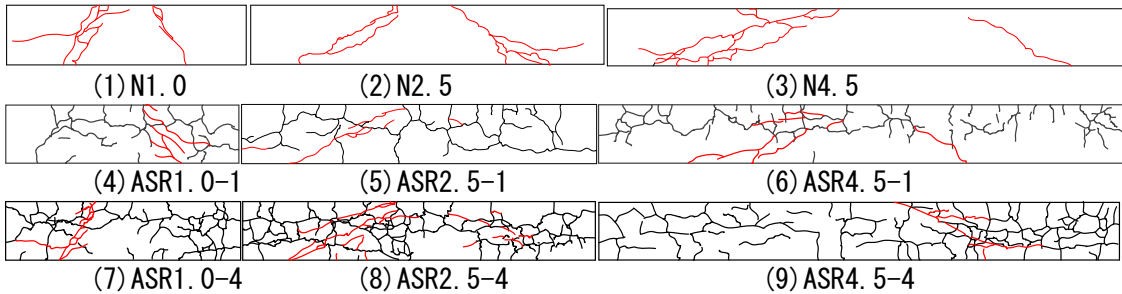 (1) N1.0
(2) N2.5
(3) N4.5
(4) ASR1.0-1
(5) ASR2.5-1
(6) ASR4.5-1
(7) ASR1.0-4
(8) ASR2.5-4
(9) ASR4.5-4